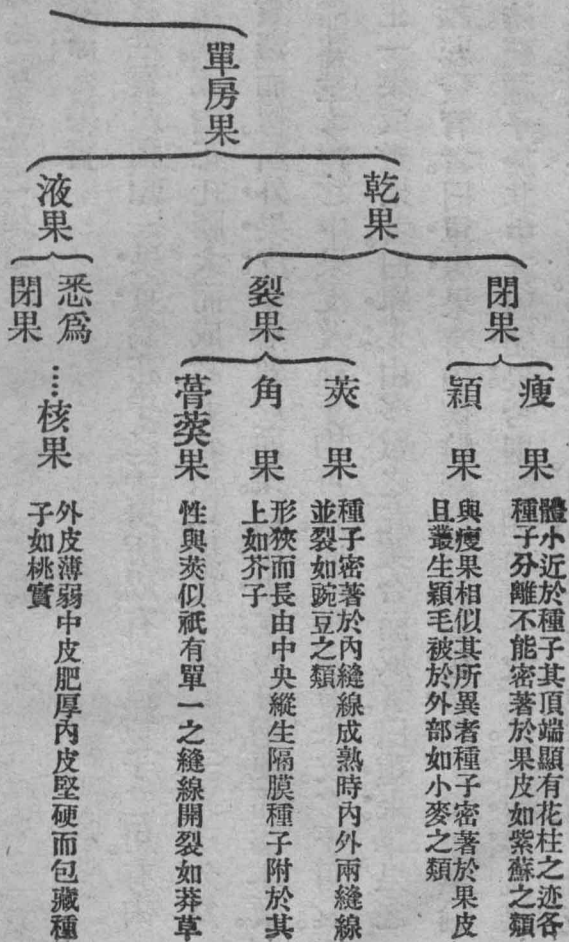 單房果
乾果
閉果
瘦果
體小近於種子其頂端顯有花柱之迹各
種子分離不能密著於果皮如紫蘇之類
穎果
與瘦果相似其所異者種子密著於果皮
且叢生穎毛被於外部如小麥之類
裂果
莢果
種子密著於內縫線成熟時內外兩縫線
並裂如豌豆之類
角果
形狹而長由中央縱生隔膜種子附於其
上如芥子
蓇葖果
性與莢似祇有單一之縫線開裂如莽草
液果
悉爲
閉果
……核果
外皮薄弱中皮肥厚內皮堅硬而包藏種
子如桃實